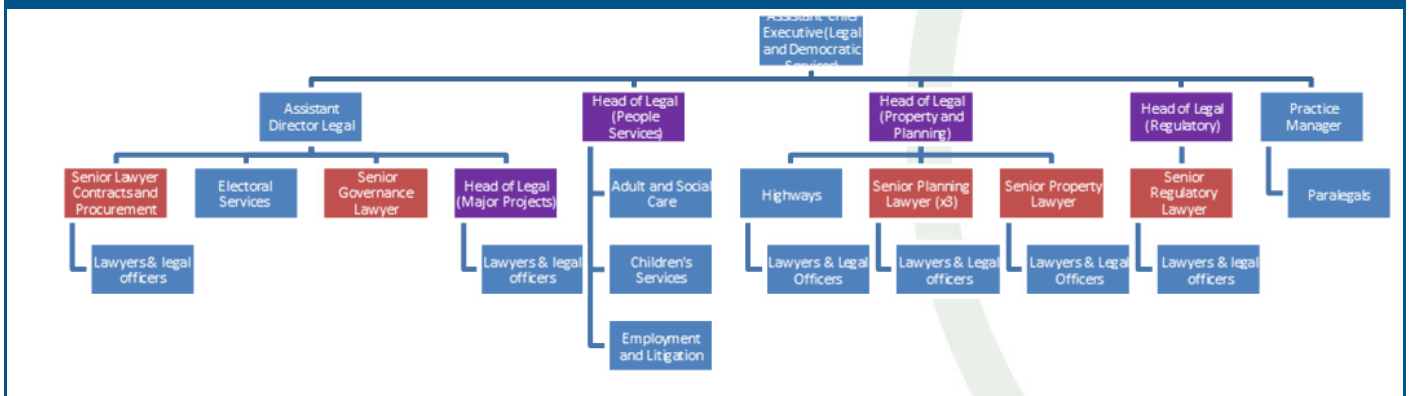 Assistant Chief
Executive (Legal
and Democratic
Services)
Assistant
Director Legal
Head of Legal
(People
Services)
Head of Legal
(Property and
Planning)
Head of Legal
(Regulatory)
Practice
Manager
Senior Lawyer
Contracts and
Procurement
Electoral
Services
Senior
Governance
Lawyer
Head of Legal
(Major Projects)
Adult and Social
Care
Highways
Senior Planning
Lawyer (x3)
Senior Property
Lawyer
Senior
Regulatory
Lawyer
Paralegals
Lawyers & legal
officers
Lawyers & legal
officers
Children's
Services
Lawyers & Legal
Officers
Lawyers & Legal
officers
Lawyers & Legal
Officers
Lawyers & legal
officers
Employment
and Litigation